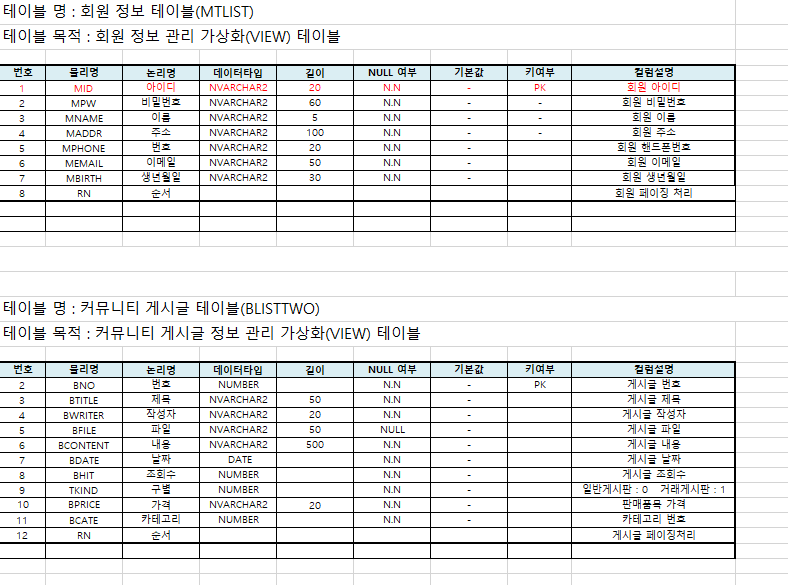 테이블 명 : 회원 정보 테이블(MTLIST)
테이블 목적 : 회원 정보 관리 가상화(VIEW) 테이블
번호 물리명 논리명 데이터타입 길이 NULL 여부 기본값 키여부 컬럼설명
1 MID 아이디 NVARCHAR2 20 N.N - PK 회원 아이디
2 MPW 비밀번호 NVARCHAR2 60 N.N - - 회원 비밀번호
3 MNAME 이름 NVARCHAR2 5 N.N - - 회원 이름
4 MADDR 주소 NVARCHAR2 100 N.N - - 회원 주소
5 MPHONE 번호 NVARCHAR2 20 N.N - 회원 핸드폰번호
6 MEMAIL 이메일 NVARCHAR2 50 N.N - 회원 이메일
7 MBIRTH 생년월일 NVARCHAR2 30 N.N - 회원 생년월일
8 RN 순서 회원 페이징 처리
테이블 명 : 커뮤니티 게시글 테이블(BLISTTWO)
테이블 목적 : 커뮤니티 게시글 정보 관리 가상화(VIEW) 테이블
번호 물리명 논리명 데이터타입 길이 NULL 여부 기본값 키여부 컬럼설명
2 BNO 번호 NUMBER N.N - PK 게시글 번호
3 BTITLE 제목 NVARCHAR2 50 N.N - 게시글 제목
4 BWRITER 작성자 NVARCHAR2 20 N.N - 게시글 작성자
5 BFILE 파일 NVARCHAR2 50 NULL - 게시글 파일
6 BCONTENT 내용 NVARCHAR2 500 N.N - 게시글 내용
7 BDATE 날짜 DATE N.N - 게시글 날짜
8 BHIT 조회수 NUMBER N.N - 게시글 조회수
9 TKIND 구별 NUMBER N.N - 일반게시판 : 0 거래게시판 : 1
10 BPRICE 가격 NVARCHAR2 20 N.N - 판매품목 가격
11 BCATE 카테고리 NUMBER N.N - 카테고리 번호
12 RN 순서 게시글 페이징처리